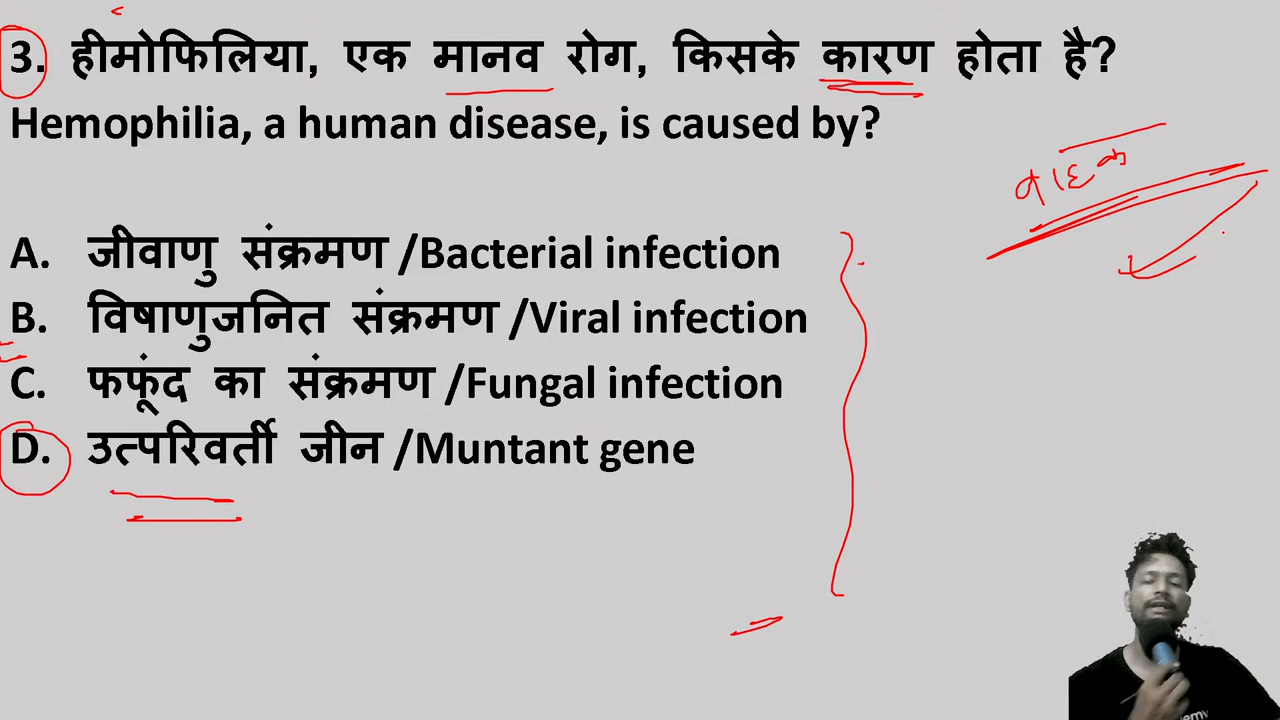 3. हीमोफिलिया, एक मानव रोग, किसके कारण होता है?
Hemophilia, a human disease, is caused by?
वाहक
A. जीवाणु संक्रमण /Bacterial infection
B. विषाणुजनित संक्रमण /Viral infection
C. फफूंद का संक्रमण /Fungal infection
D. उत्परिवर्ती जीन /Muntant gene